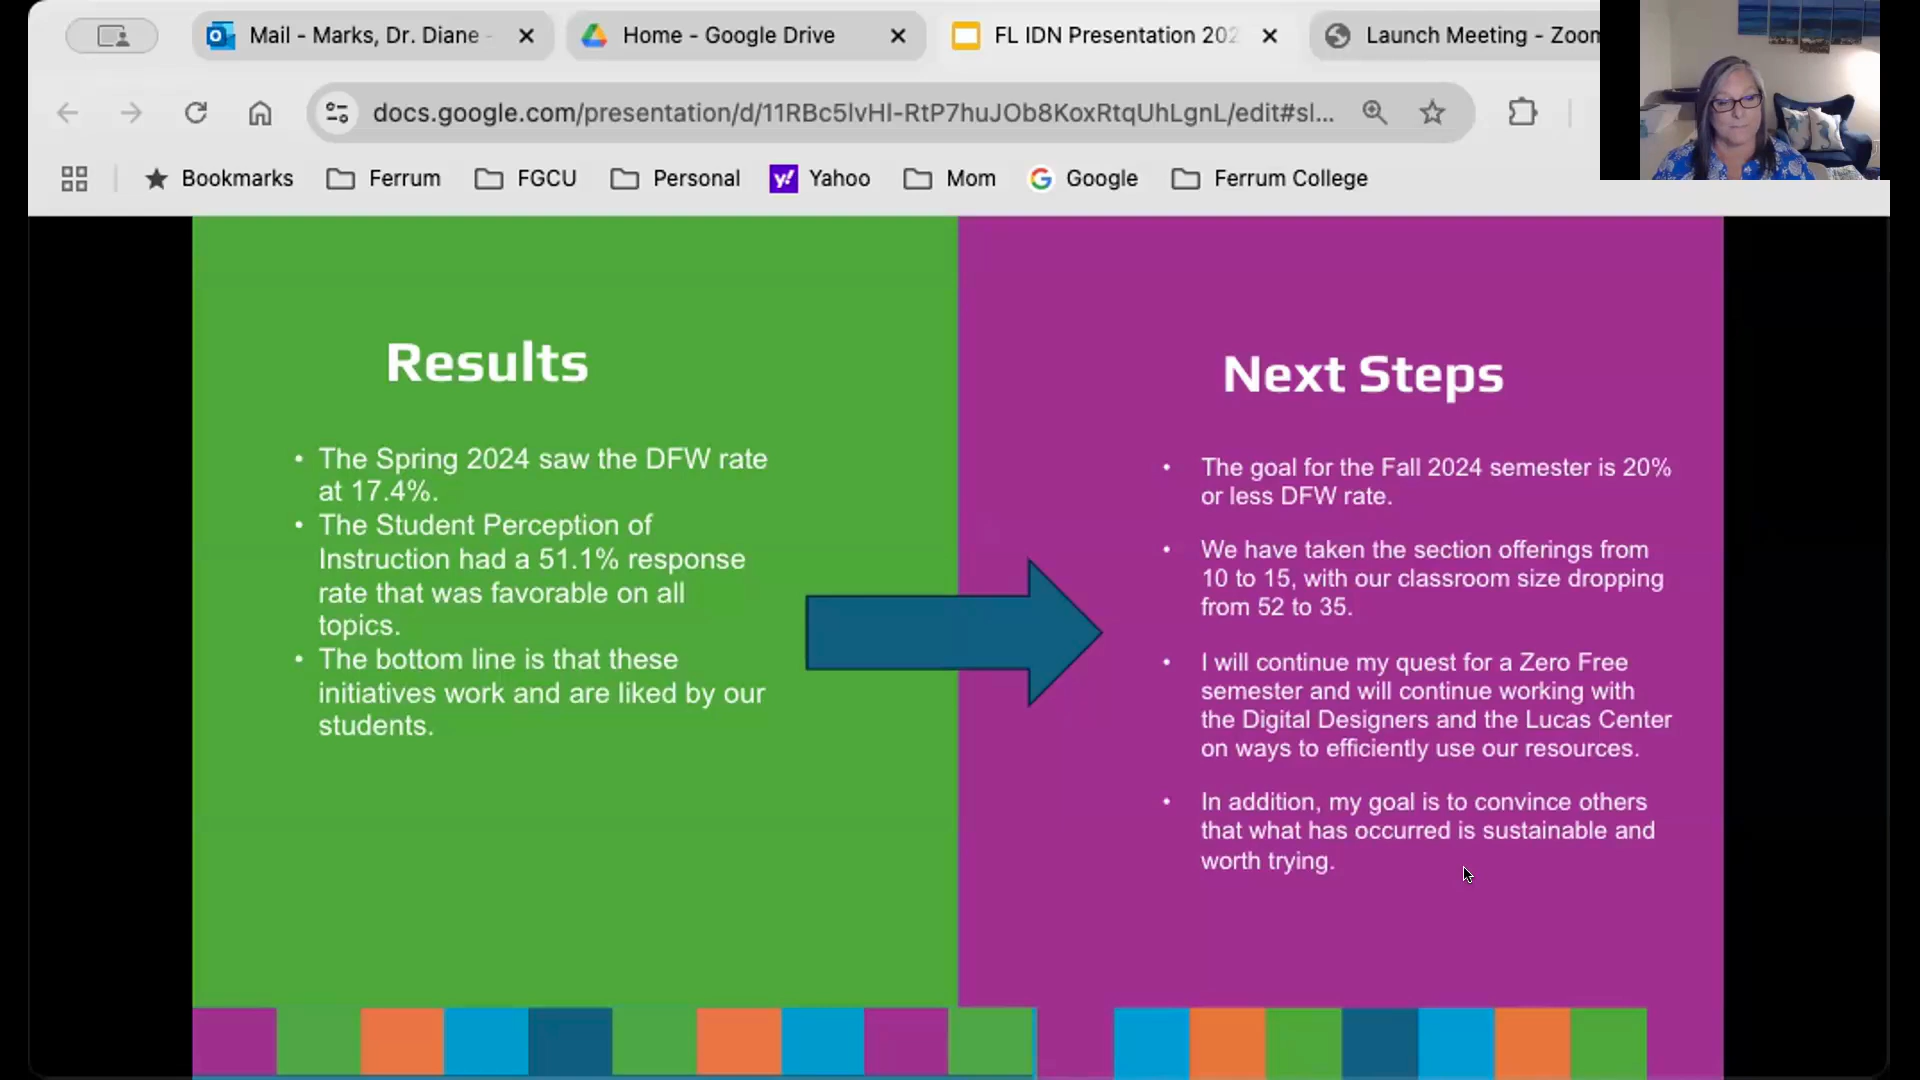 Mail - Marks, Dr. Diane -
Home - Google Drive
FL IDN Presentation 202
Launch Meeting - Zoom
docs.google.com/presentation/d/11RBc5lvHl-RtP7huJOb8KoxRtqUhLgnL/edit#sl...
Bookmarks
Ferrum
FGCU
Personal
Yahoo
Mom
Google
Ferrum College
Results
• The Spring 2024 saw the DFW rate
at 17.4%.
• The Student Perception of
Instruction had a 51.1% response
rate that was favorable on all
topics.
• The bottom line is that these
initiatives work and are liked by our
students.
Next Steps
• The goal for the Fall 2024 semester is 20%
or less DFW rate.
• We have taken the section offerings from
10 to 15, with our classroom size dropping
from 52 to 35.
• I will continue my quest for a Zero Free
semester and will continue working with
the Digital Designers and the Lucas Center
on ways to efficiently use our resources.
• In addition, my goal is to convince others
that what has occurred is sustainable and
worth trying.